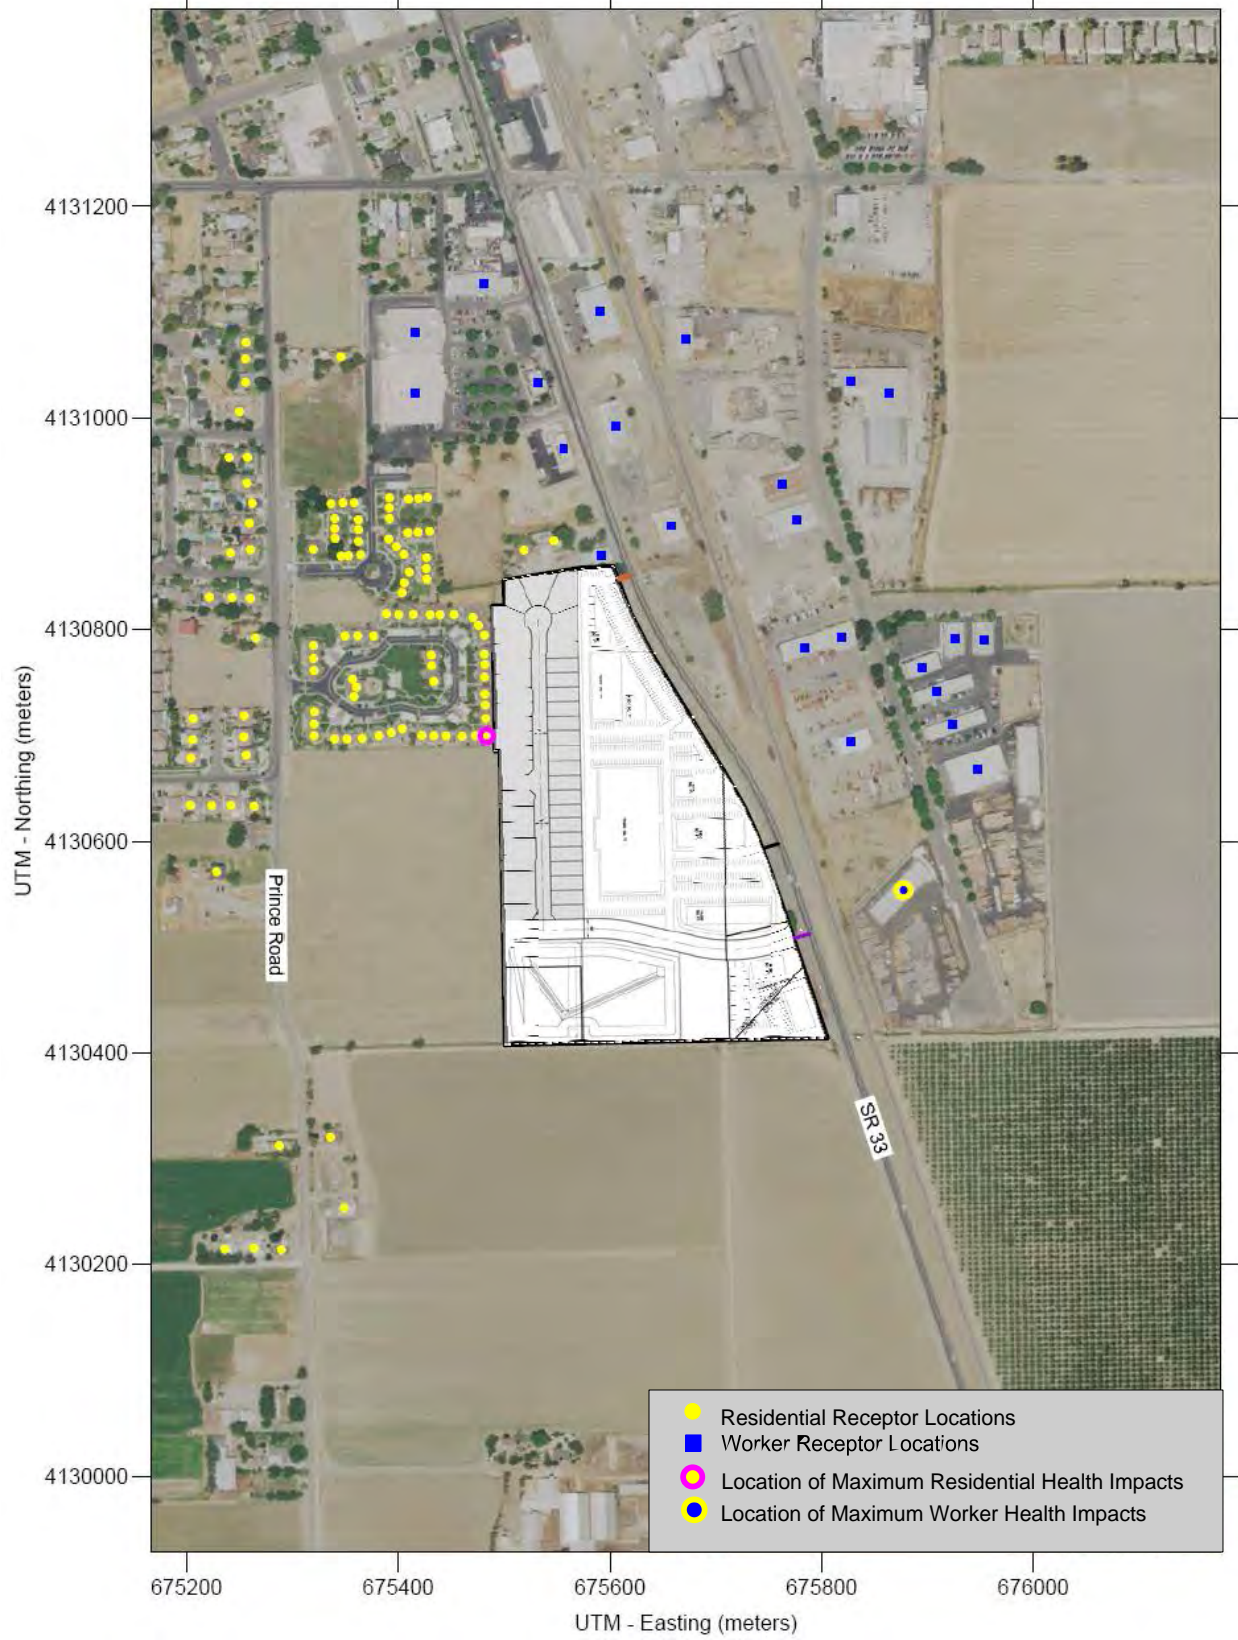 4131200
4131000
4130800
4130600
4130400
4130200
4130000
UTM - Northing (meters)
Prince Road
SR 33
Residential Receptor Locations
Worker Receptor Locations
Location of Maximum Residential Health Impacts
Location of Maximum Worker Health Impacts
675200 675400 675600 675800 676000
UTM - Easting (meters)